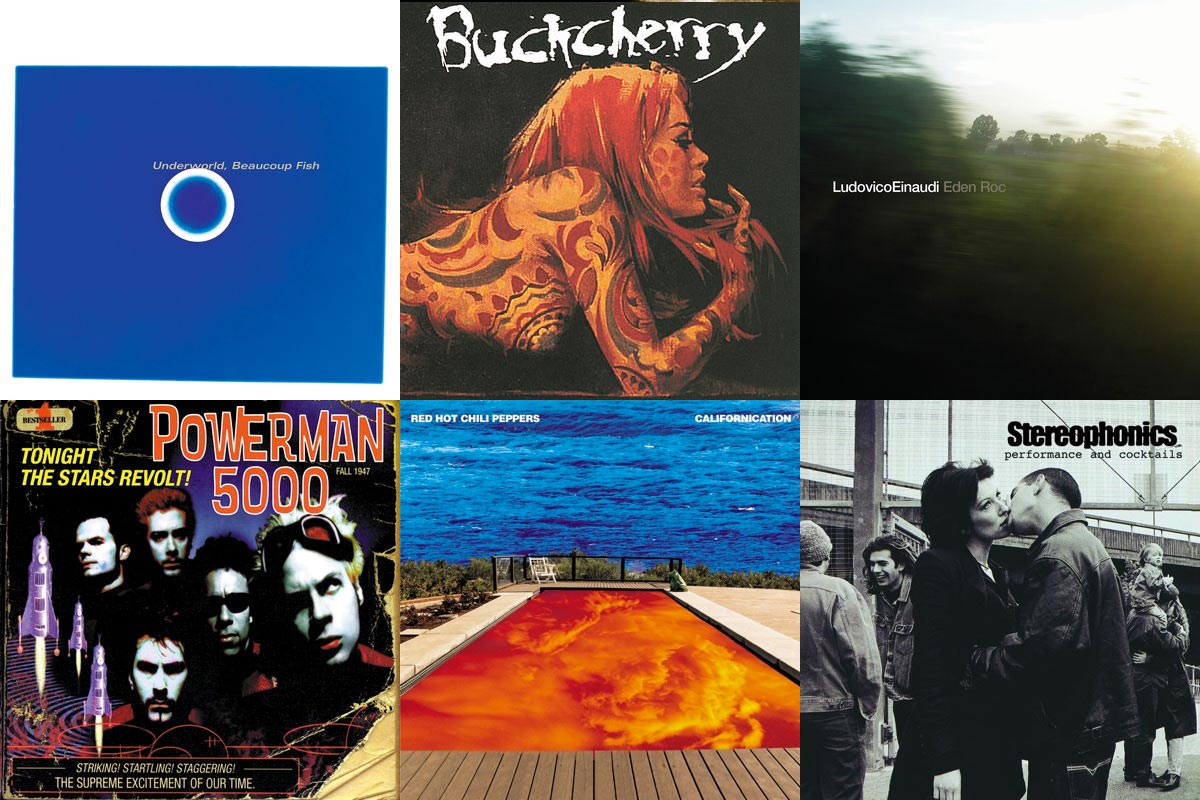 Underworld, Beaucoup Fish
Buckcherry
LudovicoEinaudi Eden Roc
BESTSELLER
POWERMAN
5000
TONIGHT
THE STARS REVOLT!
FALL 1947
STRIKING! STARTLING! STAGGERING!
THE SUPREME EXCITEMENT OF OUR TIME.
RED HOT CHILI PEPPERS
CALIFORNICATION
Stereophonics
performance and cocktails